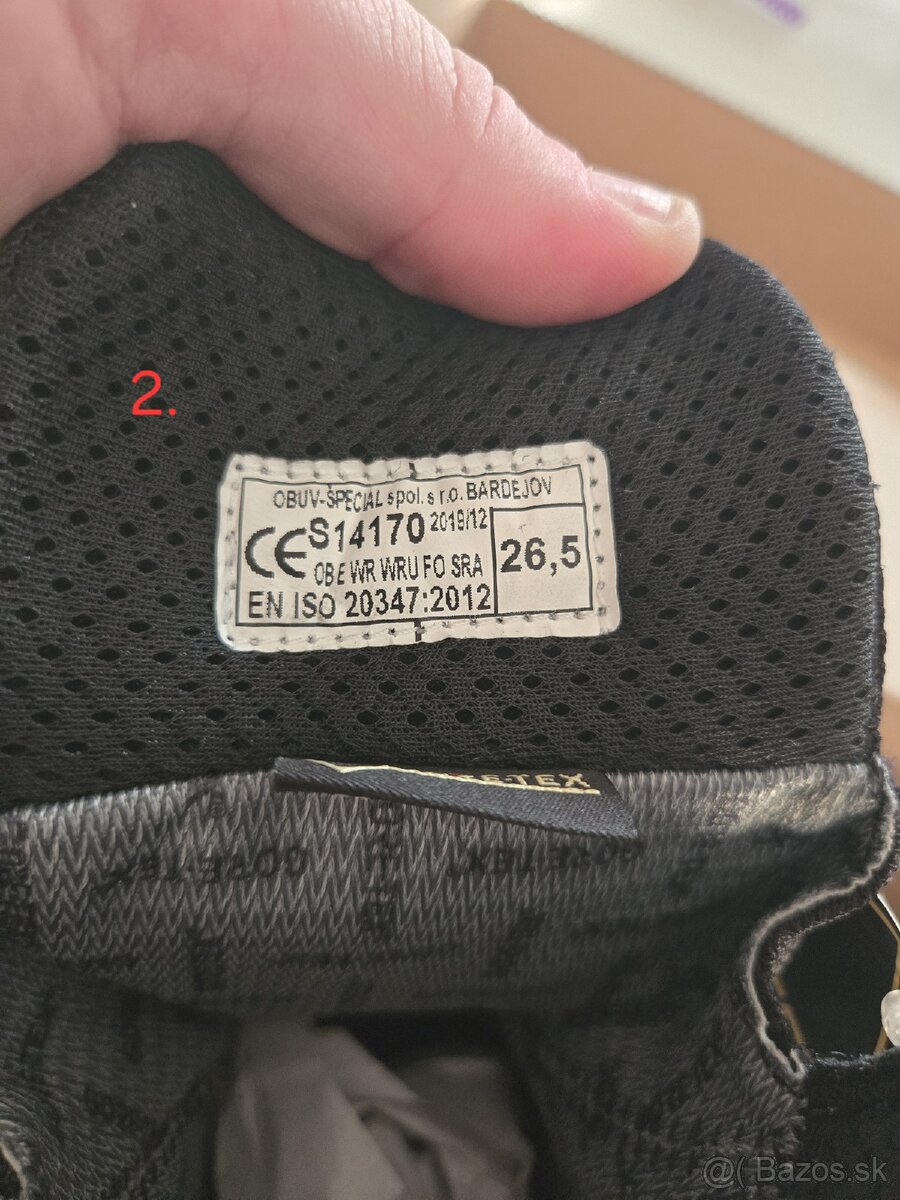 2.
OBUV-ŠPECIAL spol. s r.o. BARDEJOV
CE S14170 2019/12
26,5
OB E WR WRU FO SRA
EN ISO 20347:2012
GORE-TEX
@( Bazos.sk